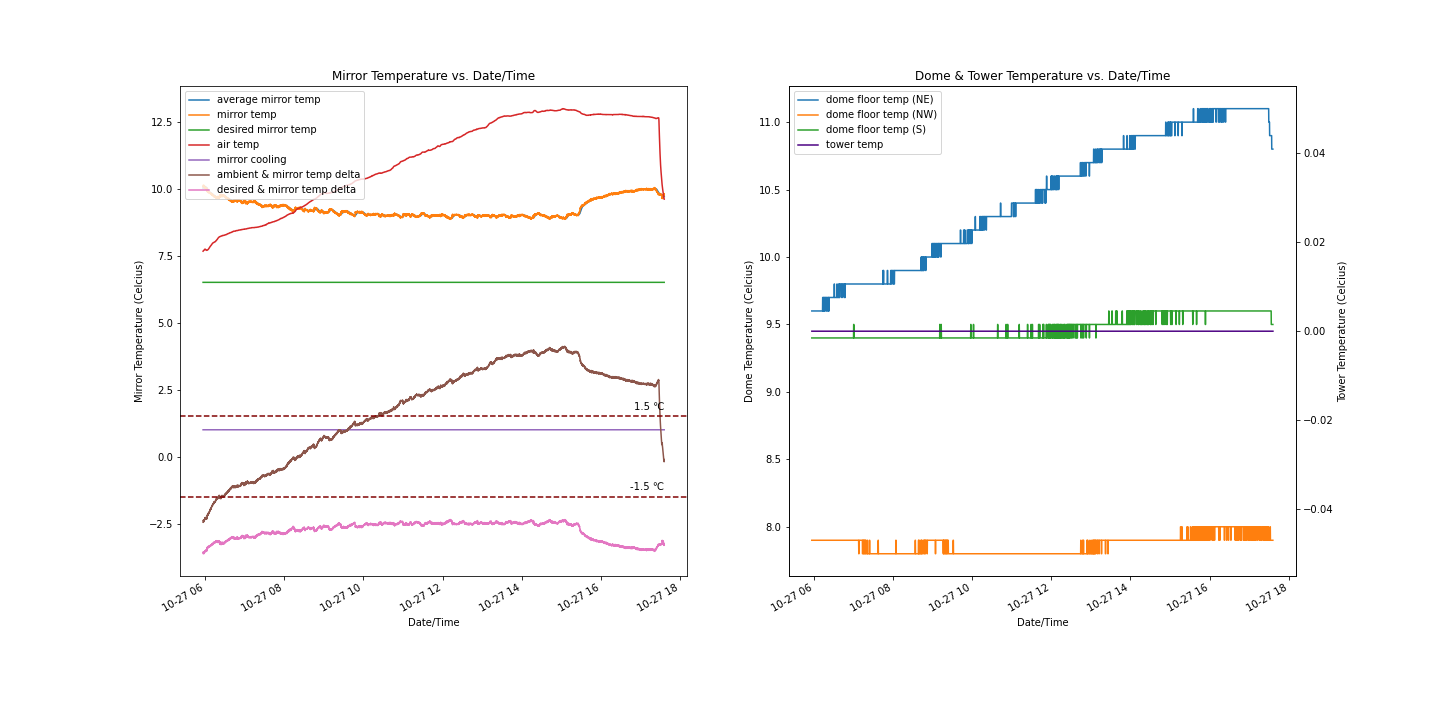 Mirror Temperature vs. Date/Time
average mirror temp
mirror temp
desired mirror temp
air temp
mirror cooling
ambient & mirror temp delta
desired & mirror temp delta
12.5
10.0
7.5
5.0
2.5
0.0
−2.5
Mirror Temperature (Celcius)
1.5 °C
-1.5 °C
10-27 06
10-27 08
10-27 10
10-27 12
10-27 14
10-27 16
10-27 18
Date/Time
Dome & Tower Temperature vs. Date/Time
dome floor temp (NE)
dome floor temp (NW)
dome floor temp (S)
tower temp
11.0
10.5
10.0
9.5
9.0
8.5
8.0
Dome Temperature (Celcius)
0.04
0.02
0.00
−0.02
−0.04
Tower Temperature (Celcius)
10-27 06
10-27 08
10-27 10
10-27 12
10-27 14
10-27 16
10-27 18
Date/Time